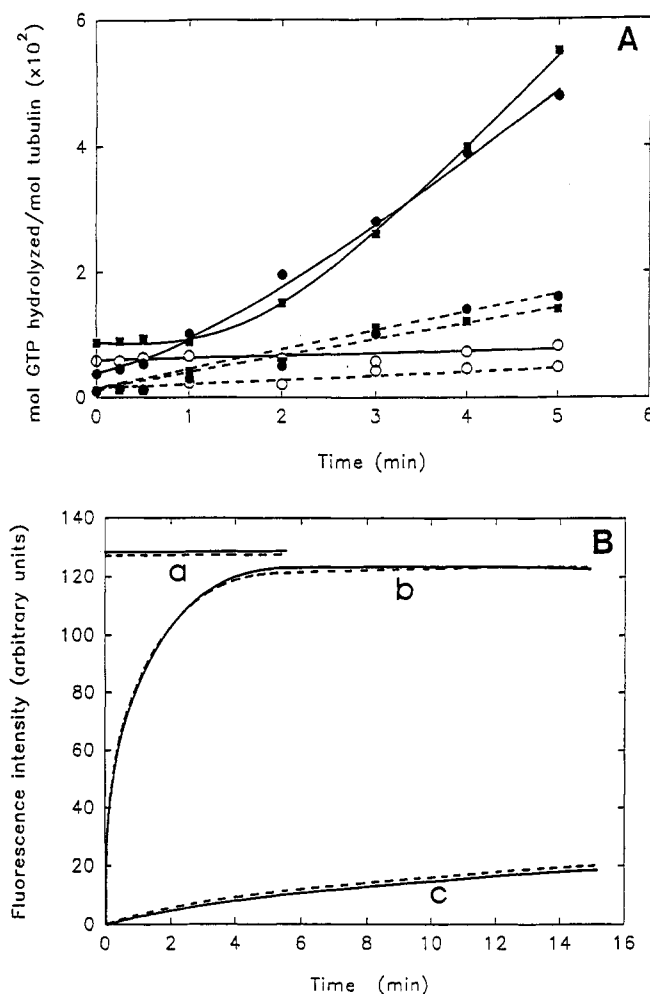 A
mol GTP hydrolyzed/mol tubulin (x10²)
6
4
2
0
0 1 2 3 4 5 6
Time (min)
B
Fluorescence intensity (arbitrary units)
140
120
100
80
60
40
20
0
a
b
c
0 2 4 6 8 10 12 14 16
Time (min)